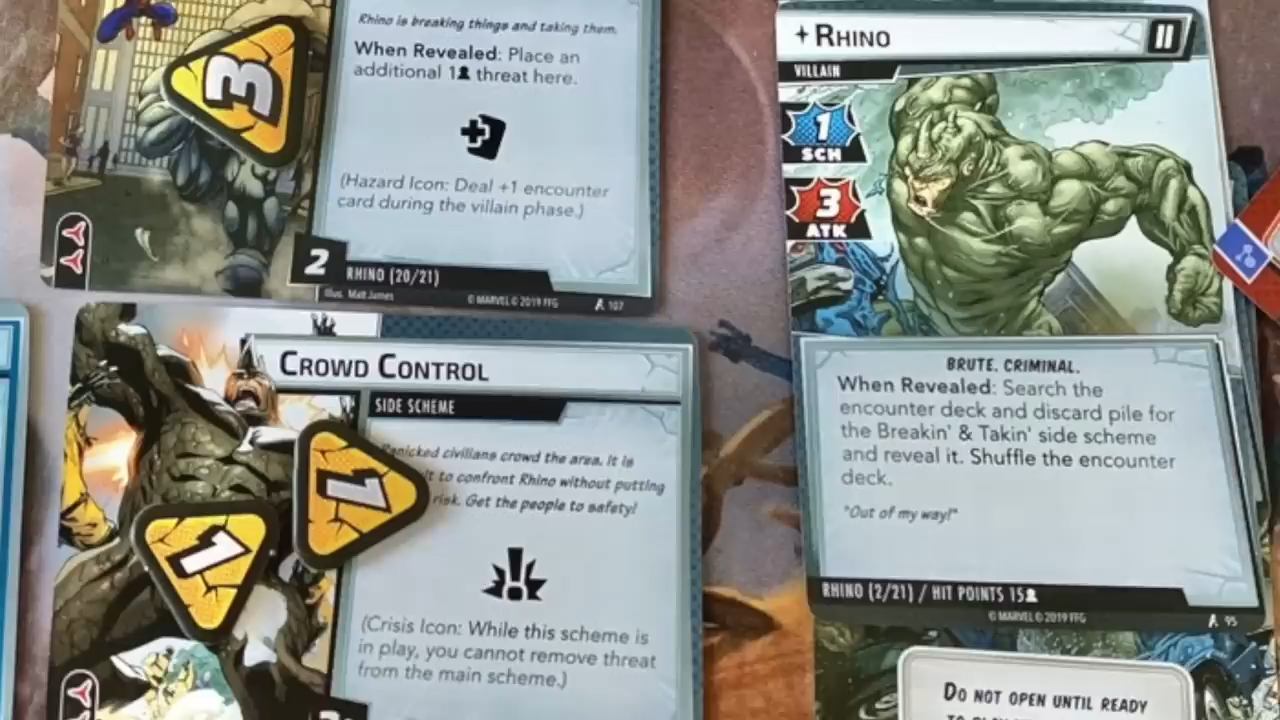 Rhino is breaking things and taking them.
When Revealed: Place an
additional 1 threat here.
3
(Hazard Icon: Deal +1 encounter
card during the villain phase.)
2
RHINO (20/21)
Illus. Matt James
© MARVEL © 2019 FFG
107
CROWD CONTROL
SIDE SCHEME
Panicked civilians crowd the area. It is
to confront Rhino without putting
risk. Get the people to safety!
1
1
(Crisis Icon: While this scheme is
in play, you cannot remove threat
from the main scheme.)
RHINO
II
VILLAIN
1
SCH
3
ATK
BRUTE. CRIMINAL.
When Revealed: Search the
encounter deck and discard pile for
the Breakin' & Takin' side scheme
and reveal it. Shuffle the encounter
deck.
"Out of my way!"
RHINO (2/21) / HIT POINTS 15
© MARVEL © 2019 FFG
95
DO NOT OPEN UNTIL READY